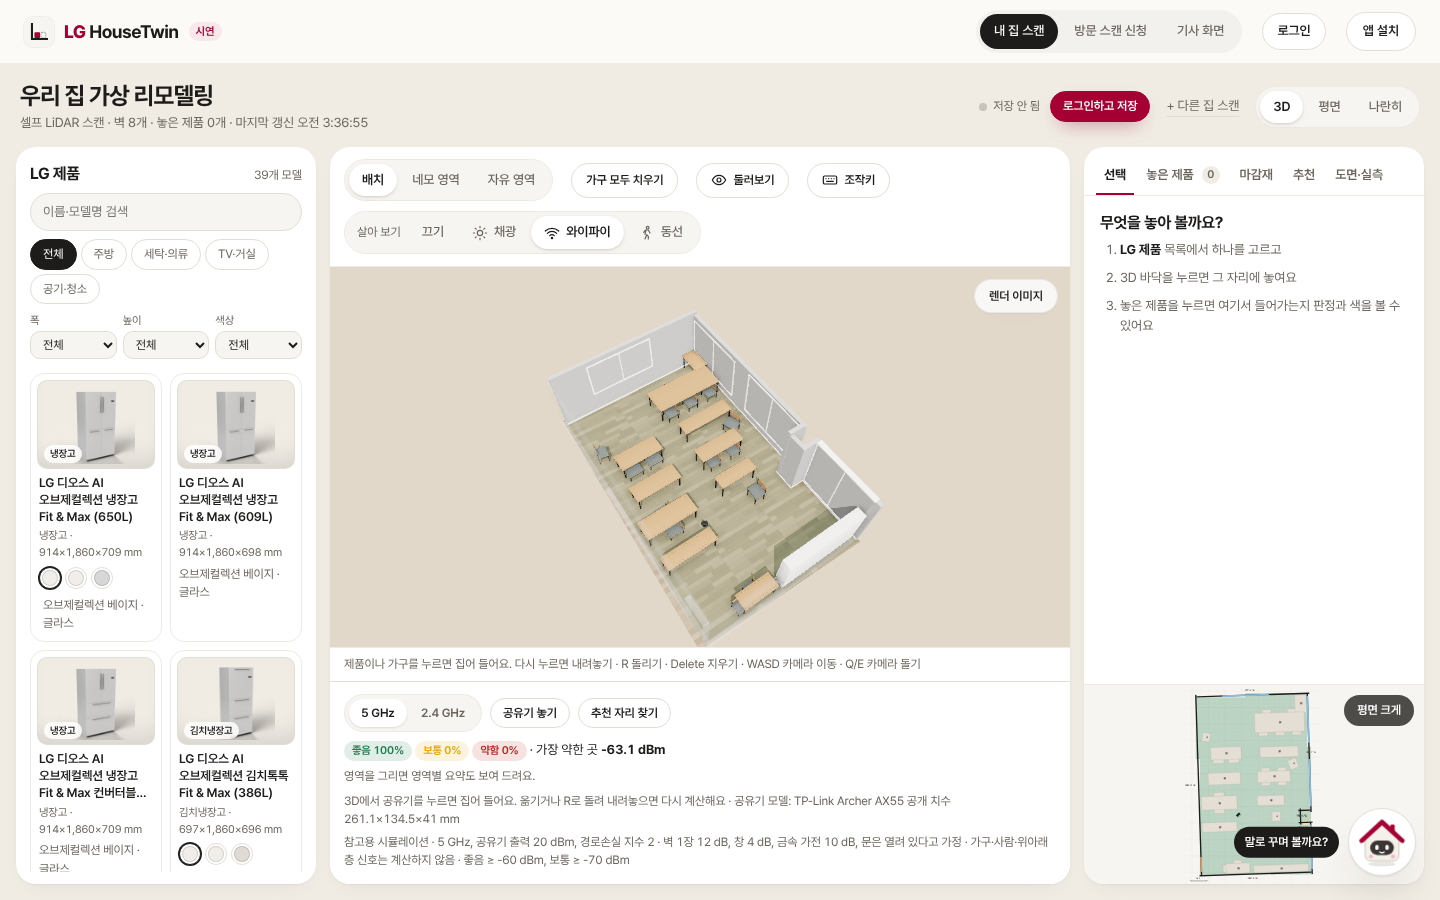 LG HouseTwin 시연
내 집 스캔 방문 스캔 신청 기사 화면 로그인 앱 설치
우리 집 가상 리모델링
셀프 LiDAR 스캔 · 벽 8개 · 놓은 제품 0개 · 마지막 갱신 오전 3:36:55
저장 안 됨 로그인하고 저장 + 다른 집 스캔 3D 평면 나란히
LG 제품 39개 모델
이름·모델명 검색
전체 주방 세탁·의류 TV·거실
공기·청소
폭 높이 색상
전체 전체 전체
냉장고
LG 디오스 AI
오브제컬렉션 냉장고
Fit & Max (650L)
냉장고 ·
914×1,860×709 mm
오브제컬렉션 베이지 ·
글라스
냉장고
LG 디오스 AI
오브제컬렉션 냉장고
Fit & Max (609L)
냉장고 ·
914×1,860×698 mm
오브제컬렉션 베이지 ·
글라스
냉장고
LG 디오스 AI
오브제컬렉션 냉장고
Fit & Max 컨버터블...
냉장고 ·
914×1,860×709 mm
오브제컬렉션 베이지 ·
글라스
김치냉장고
LG 디오스 AI
오브제컬렉션 김치톡톡
Fit & Max (386L)
김치냉장고 ·
697×1,860×696 mm
배치 네모 영역 자유 영역 가구 모두 치우기 둘러보기 조작키
살아 보기 끄기 채광 와이파이 동선
렌더 이미지
제품이나 가구를 누르면 집어 들어요. 다시 누르면 내려놓기 · R 돌리기 · Delete 지우기 · WASD 카메라 이동 · Q/E 카메라 돌기
5 GHz 2.4 GHz 공유기 놓기 추천 자리 찾기
좋음 100% 보통 0% 약함 0% · 가장 약한 곳 -63.1 dBm
영역을 그리면 영역별 요약도 보여 드려요.
3D에서 공유기를 누르면 집어 들어요. 옮기거나 R로 돌려 내려놓으면 다시 계산해요 · 공유기 모델: TP-Link Archer AX55 공개 치수
261.1×134.5×41 mm
참고용 시뮬레이션 · 5 GHz, 공유기 출력 20 dBm, 경로손실 지수 2 · 벽 1장 12 dB, 창 4 dB, 금속 가전 10 dB, 문은 열려 있다고 가정 · 가구·사람·위아래
층 신호는 계산하지 않음 · 좋음 ≥ -60 dBm, 보통 ≥ -70 dBm
선택 놓은 제품 0 마감재 추천 도면·실측
무엇을 놓아 볼까요?
1. LG 제품 목록에서 하나를 고르고
2. 3D 바닥을 누르면 그 자리에 놓여요
3. 놓은 제품을 누르면 여기서 들어가는지 판정과 색을 볼 수
있어요
평면 크게
말로 꾸며 볼까요?